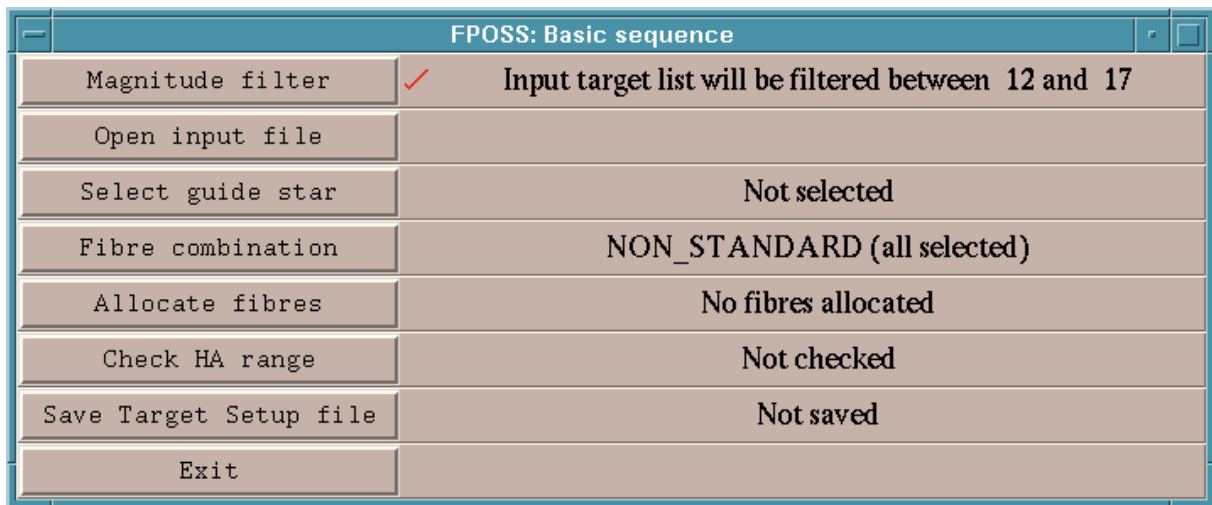 FPOSS: Basic sequence
Magnitude filter Input target list will be filtered between 12 and 17
Open input file
Select guide star Not selected
Fibre combination NON_STANDARD (all selected)
Allocate fibres No fibres allocated
Check HA range Not checked
Save Target Setup file Not saved
Exit